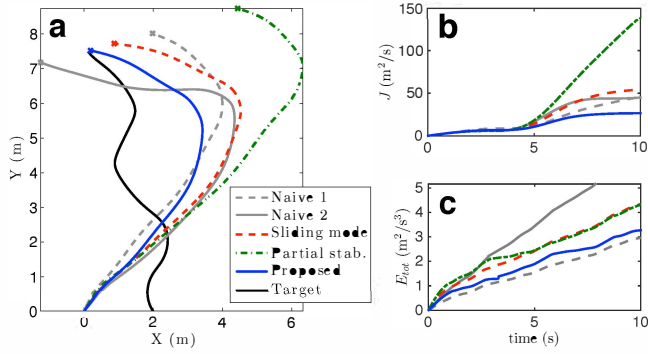 a
Y (m)
8
7
6
5
4
3
2
1
0
0
2
4
6
X (m)
Naive 1
Naive 2
Sliding mode
Partial stab.
Proposed
Target
b
J (m²/s)
150
100
50
0
0
5
10
c
E_tot (m²/s³)
5
4
3
2
1
0
0
5
10
time (s)